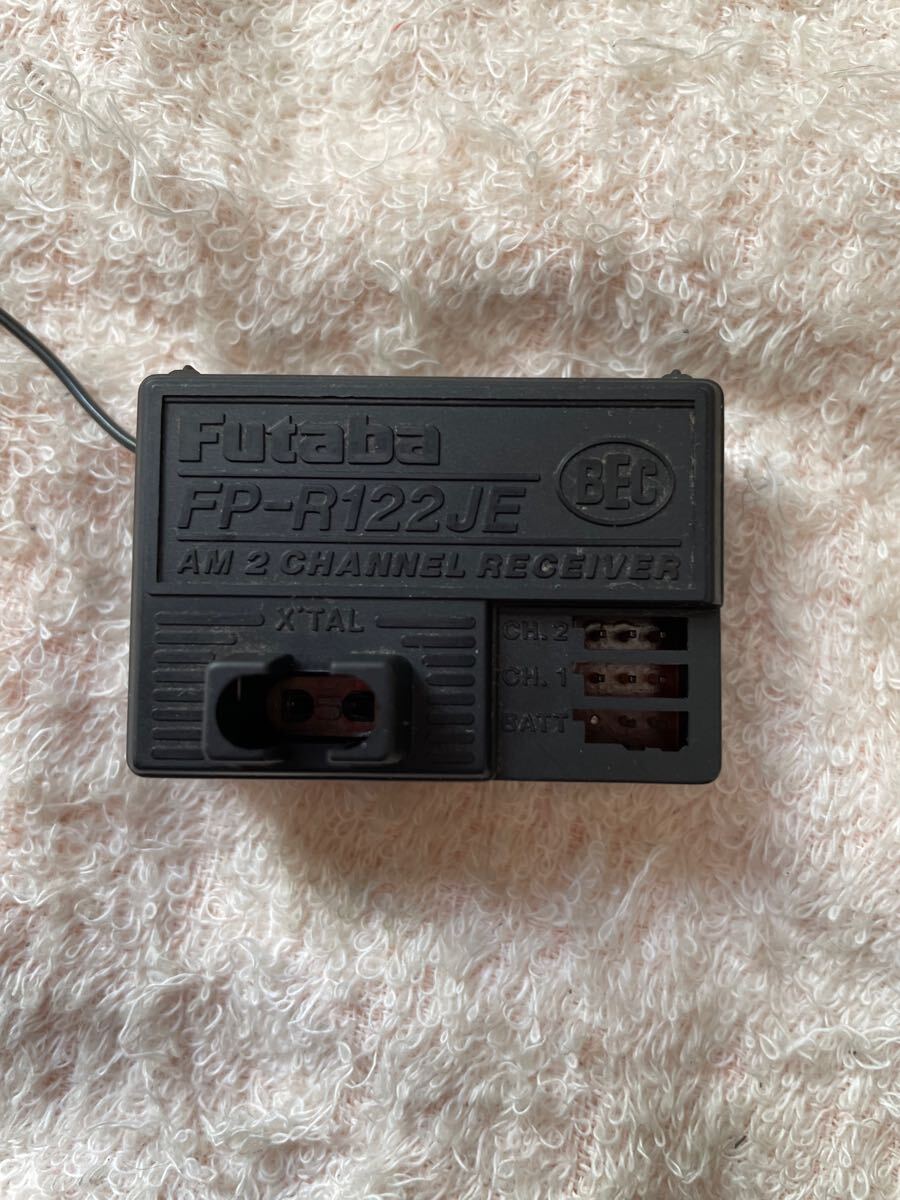 Futaba
BEC
FP-R122JE
AM 2 CHANNEL RECEIVER
X'TAL
CH. 2
CH. 1
BATT